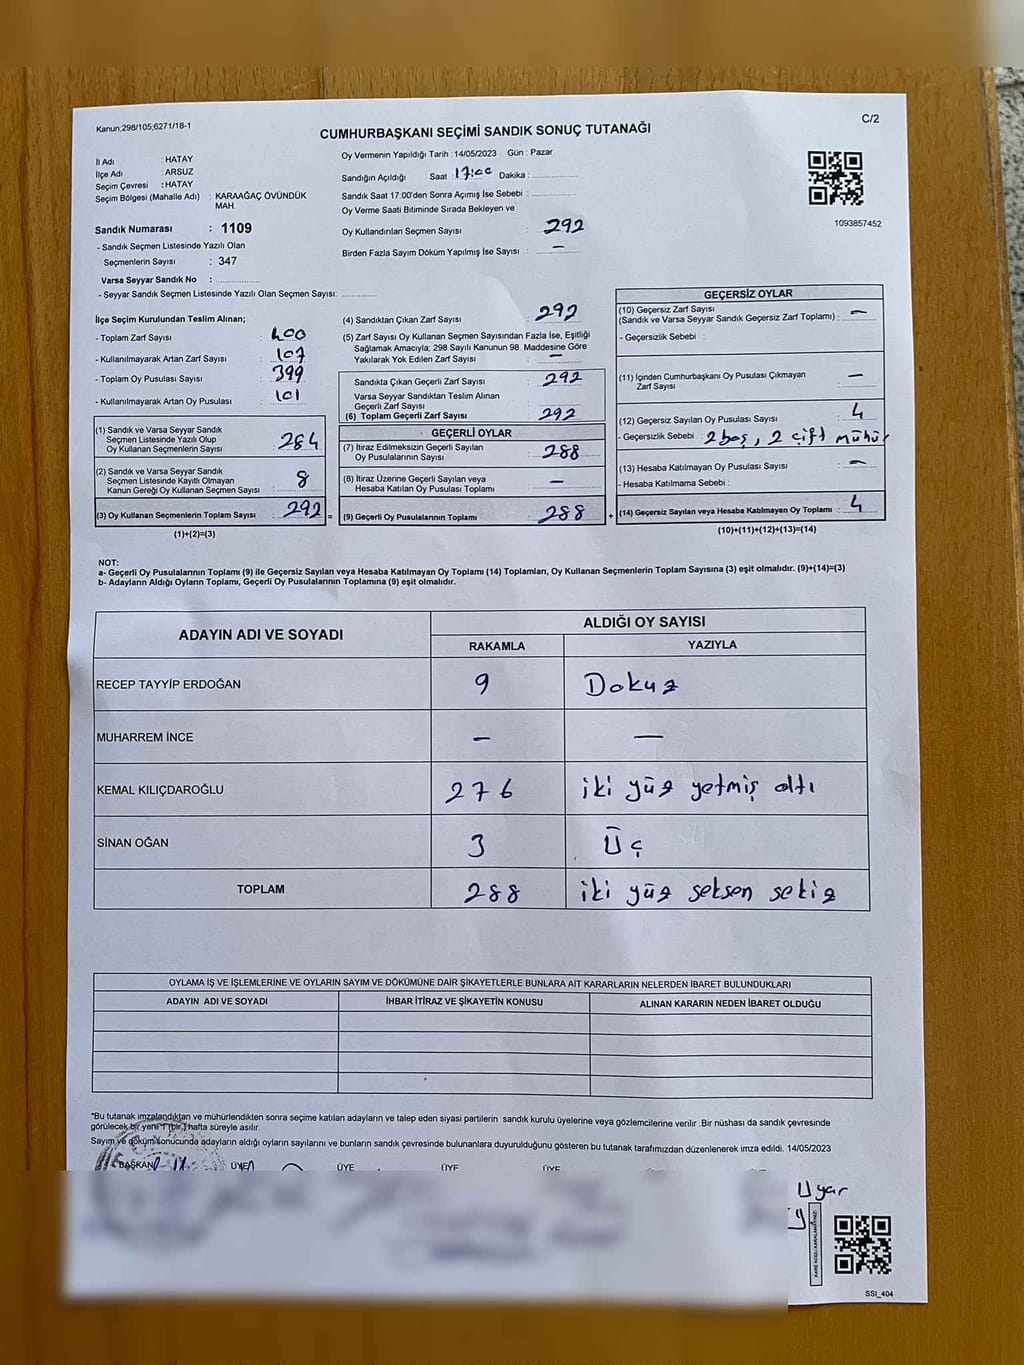 Kanun;298/105;6271/18-1
C/2
CUMHURBAŞKANI SEÇİMİ SANDIK SONUÇ TUTANAĞI
İl Adı : HATAY
İlçe Adı : ARSUZ
Seçim Çevresi : HATAY
Seçim Bölgesi (Mahalle Adı) : KARAAĞAÇ ÖVÜNDÜK MAH.
Sandık Numarası : 1109
- Sandık Seçmen Listesinde Yazılı Olan
Seçmenlerin Sayısı : 347
Varsa Seyyar Sandık No :
- Seyyar Sandık Seçmen Listesinde Yazılı Olan Seçmen Sayısı:
Oy Vermenin Yapıldığı Tarih :14/05/2023 Gün : Pazar
Sandığın Açıldığı Saat 17:00 Dakika :
Sandık Saat 17.00'den Sonra Açımış İse Sebebi :
Oy Verme Saati Bitiminde Sırada Bekleyen ve
Oy Kullandırılan Seçmen Sayısı : 292
Birden Fazla Sayım Döküm Yapılmış İse Sayısı : —
1093857452
İlçe Seçim Kurulundan Teslim Alınan;
- Toplam Zarf Sayısı : 400
- Kullanılmayarak Artan Zarf Sayısı : 107
- Toplam Oy Pusulası Sayısı : 399
- Kullanılmayarak Artan Oy Pusulası : 101
(1) Sandık ve Varsa Seyyar Sandık
Seçmen Listesinde Yazılı Olup
Oy Kullanan Seçmenlerin Sayısı : 284
(2) Sandık ve Varsa Seyyar Sandık
Seçmen Listesinde Kayıtlı Olmayan
Kanun Gereği Oy Kullanan Seçmen Sayısı : 8
(3) Oy Kullanan Seçmenlerin Toplam Sayısı : 292
(1)+(2)=(3)
(4) Sandıktan Çıkan Zarf Sayısı : 292
(5) Zarf Sayısı Oy Kullanan Seçmen Sayısından Fazla İse, Eşitliği
Sağlamak Amacıyla; 298 Sayılı Kanunun 98. Maddesine Göre
Yakılarak Yok Edilen Zarf Sayısı : —
Sandıkta Çıkan Geçerli Zarf Sayısı : 292
Varsa Seyyar Sandıktan Teslim Alınan
Geçerli Zarf Sayısı :
(6) Toplam Geçerli Zarf Sayısı : 292
GEÇERLİ OYLAR
(7) İtiraz Edilmeksizin Geçerli Sayılan
Oy Pusulalarının Sayısı : 288
(8) İtiraz Üzerine Geçerli Sayılan veya
Hesaba Katılan Oy Pusulası Toplamı : —
= (9) Geçerli Oy Pusulalarının Toplamı : 288
GEÇERSİZ OYLAR
(10) Geçersiz Zarf Sayısı
(Sandık ve Varsa Seyyar Sandık Geçersiz Zarf Toplamı) : —
- Geçersizlik Sebebi :
(11) İçinden Cumhurbaşkanı Oy Pusulası Çıkmayan
Zarf Sayısı : —
(12) Geçersiz Sayılan Oy Pusulası Sayısı : 4
- Geçersizlik Sebebi : 2 boş, 2 çift mühür
(13) Hesaba Katılmayan Oy Pusulası Sayısı : —
- Hesaba Katılmama Sebebi :
+ (14) Geçersiz Sayılan veya Hesaba Katılmayan Oy Toplamı : 4
(10)+(11)+(12)+(13)=(14)
NOT:
a- Geçerli Oy Pusulalarının Toplamı (9) ile Geçersiz Sayılan veya Hesaba Katılmayan Oy Toplamı (14) Toplamları, Oy Kullanan Seçmenlerin Toplam Sayısına (3) eşit olmalıdır. (9)+(14)=(3)
b- Adayların Aldığı Oyların Toplamı, Geçerli Oy Pusulalarının Toplamına (9) eşit olmalıdır.
ADAYIN ADI VE SOYADI
ALDIĞI OY SAYISI
RAKAMLA YAZIYLA
RECEP TAYYİP ERDOĞAN 9 Dokuz
MUHARREM İNCE — —
KEMAL KILIÇDAROĞLU 276 iki yüz yetmiş altı
SİNAN OĞAN 3 Üç
TOPLAM 288 iki yüz seksen sekiz
OYLAMA İŞ VE İŞLEMLERİNE VE OYLARIN SAYIM VE DÖKÜMÜNE DAİR ŞİKAYETLERLE BUNLARA AİT KARARLARIN NELERDEN İBARET BULUNDUKLARI
ADAYIN ADI VE SOYADI İHBAR İTİRAZ VE ŞİKAYETİN KONUSU ALINAN KARARIN NEDEN İBARET OLDUĞU
*Bu tutanak imzalandıktan ve mühürlendikten sonra seçime katılan adayların ve talep eden siyasi partilerin sandık kurulu üyelerine veya gözlemcilerine verilir .Bir nüshası da sandık çevresinde
görülecek bir yere 1 (bir) hafta süreyle asılır.
Sayım ve döküm sonucunda adayların aldığı oyların sayılarını ve bunların sandık çevresinde bulunanlara duyurulduğunu gösteren bu tutanak tarafımızdan düzenlenerek imza edildi. 14/05/2023
BAŞKAN ÜYE ÜYE ÜYE ÜYE
Uyar
SSI_404